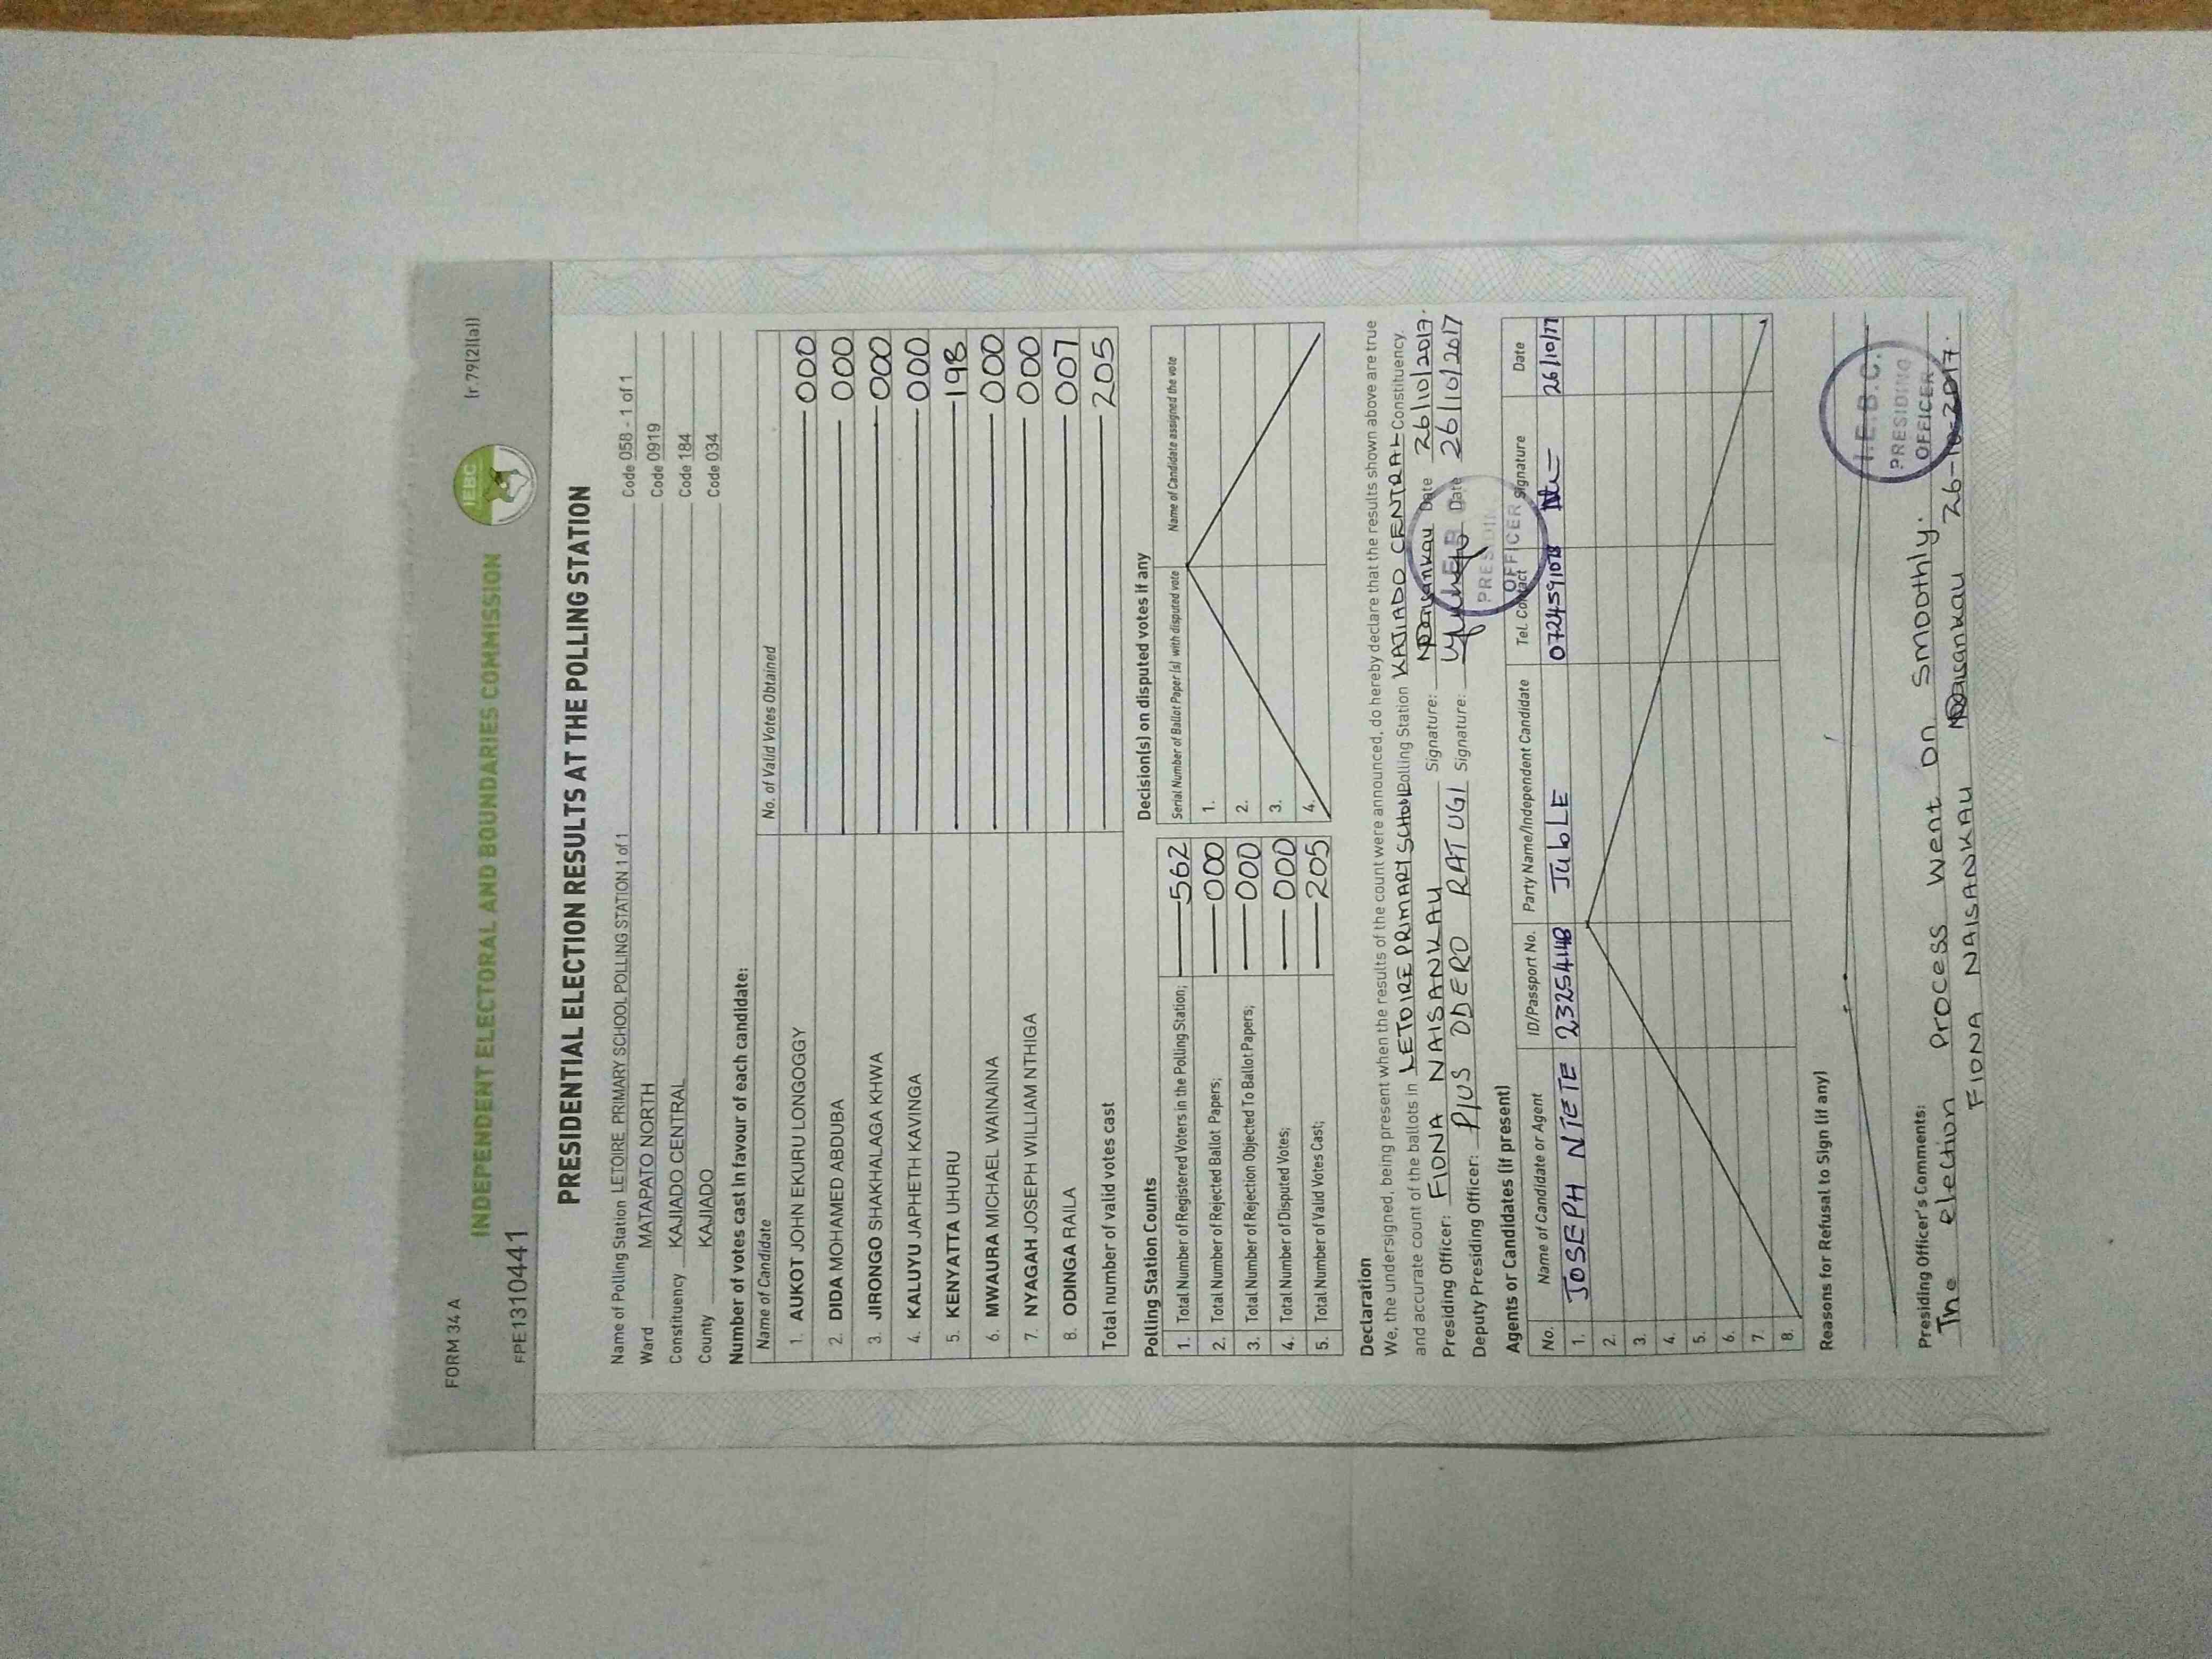 FORM 34 A
(r.79(2)(a))
IEBC
INDEPENDENT ELECTORAL AND BOUNDARIES COMMISSION
FPE1310441
PRESIDENTIAL ELECTION RESULTS AT THE POLLING STATION
Name of Polling Station LETOIRE PRIMARY SCHOOL POLLING STATION 1 of 1 Code 058 - 1 of 1
Ward MATAPATO NORTH Code 0919
Constituency KAJIADO CENTRAL Code 184
County KAJIADO Code 034
Number of votes cast in favour of each candidate:
Name of Candidate No. of Valid Votes Obtained
1. AUKOT JOHN EKURU LONGOGGY 000
2. DIDA MOHAMED ABDUBA 000
3. JIRONGO SHAKHALAGA KHWA 000
4. KALUYU JAPHETH KAVINGA 000
5. KENYATTA UHURU 198
6. MWAURA MICHAEL WAINAINA 000
7. NYAGAH JOSEPH WILLIAM NTHIGA 000
8. ODINGA RAILA 007
Total number of valid votes cast 205
Polling Station Counts
1. Total Number of Registered Voters in the Polling Station; 562
2. Total Number of Rejected Ballot Papers; 000
3. Total Number of Rejection Objected To Ballot Papers; 000
4. Total Number of Disputed Votes; 000
5. Total Number of Valid Votes Cast; 205
Decision(s) on disputed votes if any
Serial Number of Ballot Paper(s) with disputed vote Name of Candidate assigned the vote
1.
2.
3.
4.
Declaration
We, the undersigned, being present when the results of the count were announced, do hereby declare that the results shown above are true
and accurate count of the ballots in LETOIRE PRIMARY SCHOOL Polling Station KAJIADO CENTRAL Constituency.
Presiding Officer: FIONA NAISANKAU Signature: Date 26/10/2017.
Deputy Presiding Officer: PIUS ODERO RATUGI Signature: Date 26/10/2017
I.E.B.C. PRESIDING OFFICER
Agents or Candidates (if present)
No. Name of Candidate or Agent ID/Passport No. Party Name/Independent Candidate Tel. Contact Signature Date
1. JOSEPH NTETE JubLE 26/10/17
2.
3.
4.
5.
6.
7.
8.
Reasons for Refusal to Sign (if any)
Presiding Officer's Comments:
The election Process went on smoothly.
FIONA NAISANKAU 26-10-2017.
I.E.B.C.
PRESIDING
OFFICER